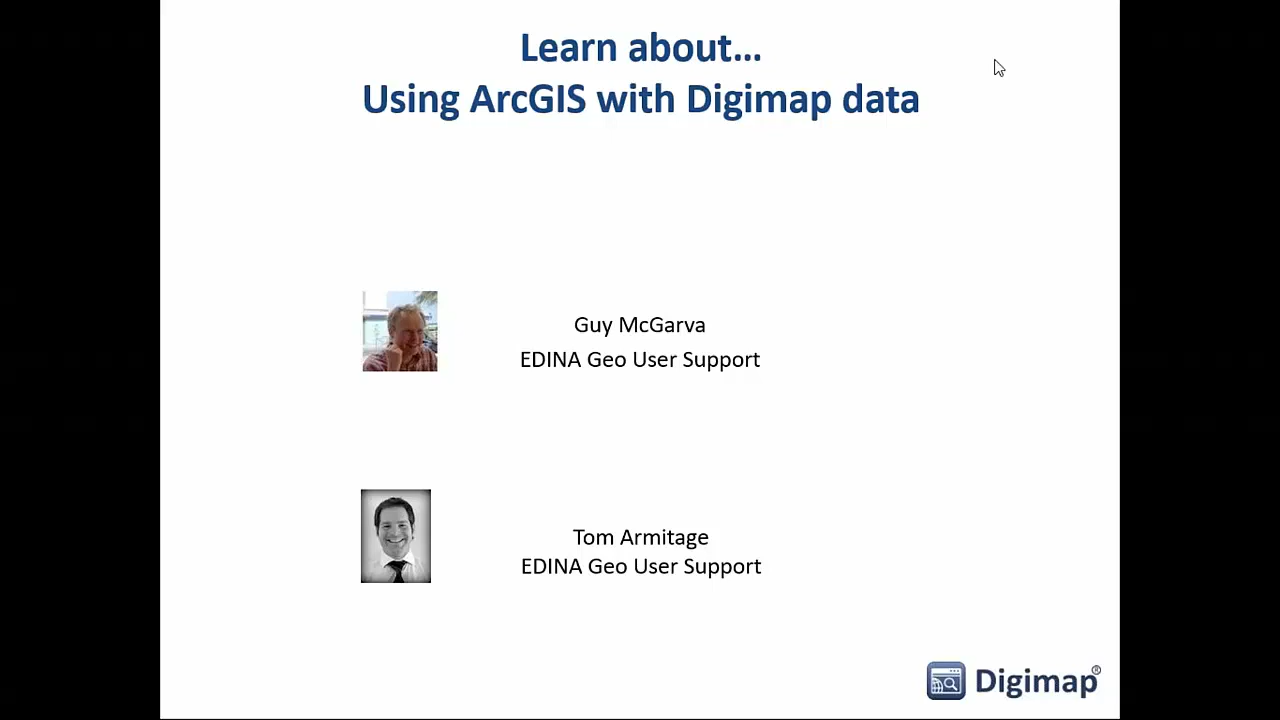 Learn about...
Using ArcGIS with Digimap data
Guy McGarva
EDINA Geo User Support
Tom Armitage
EDINA Geo User Support
Digimap®